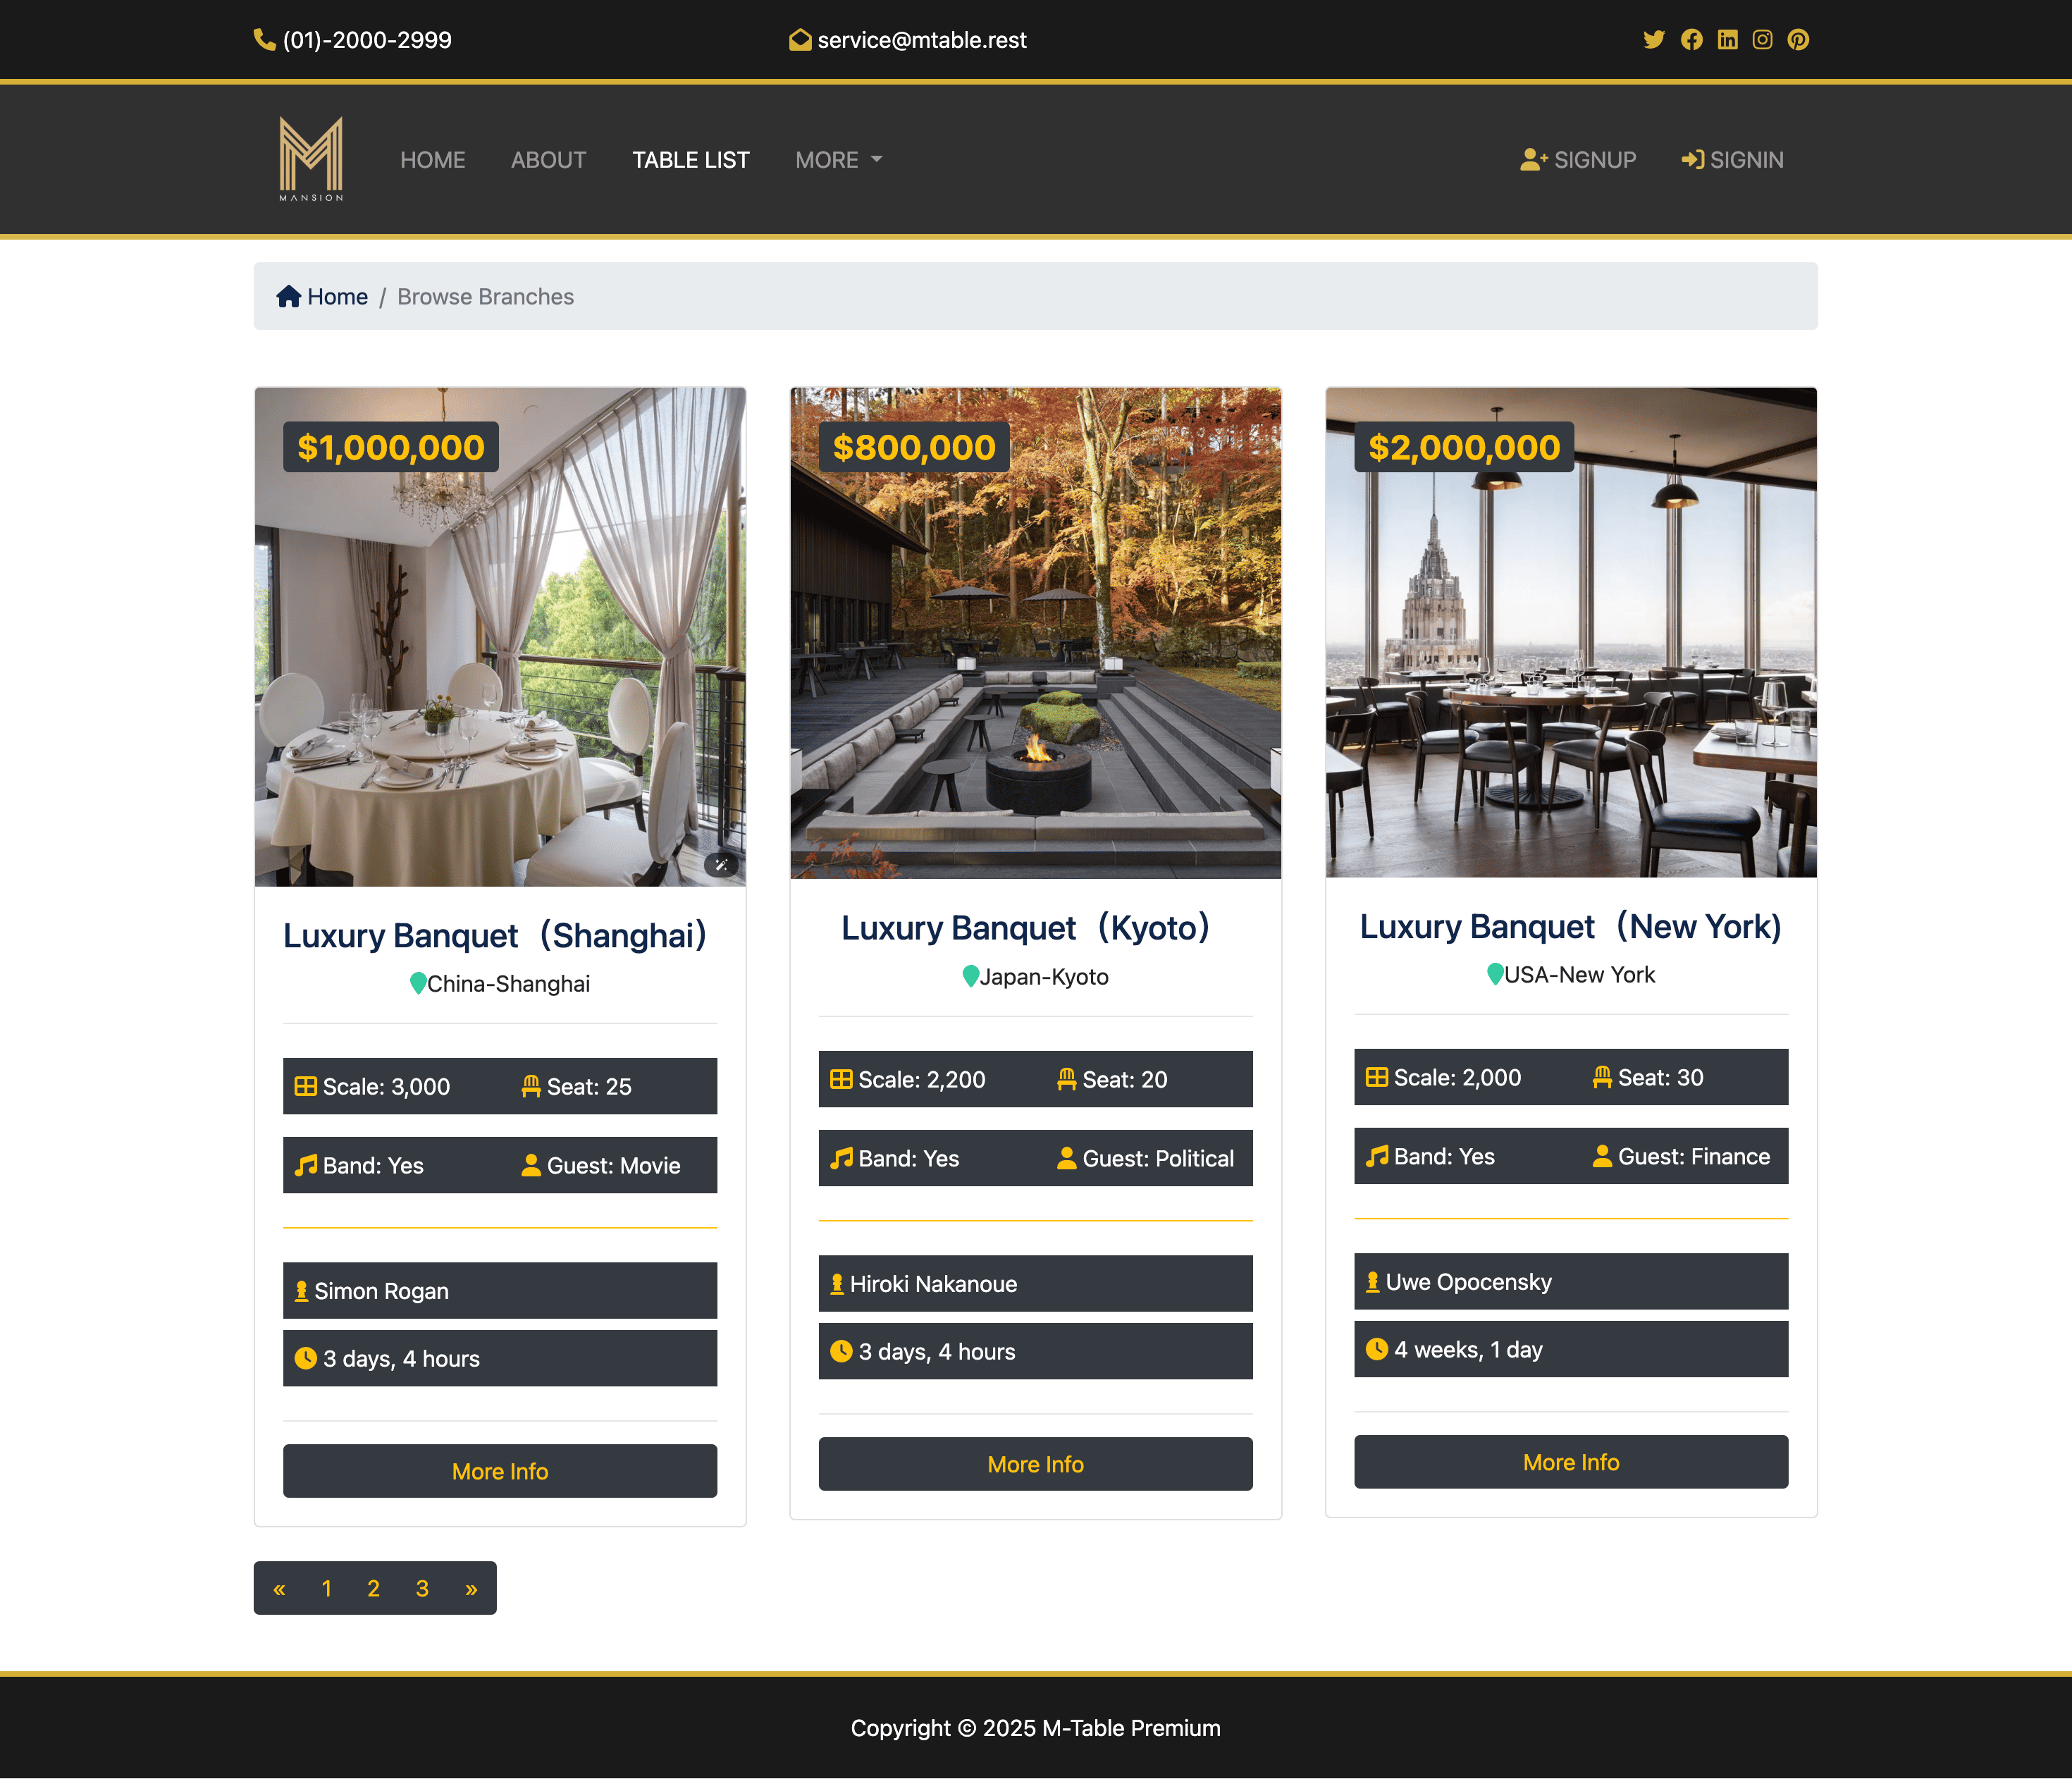 (01)-2000-2999
service@mtable.rest
MANSION
HOME
ABOUT
TABLE LIST
MORE
SIGNUP
SIGNIN
Home / Browse Branches
$1,000,000
Luxury Banquet（Shanghai）
China-Shanghai
Scale: 3,000
Seat: 25
Band: Yes
Guest: Movie
Simon Rogan
3 days, 4 hours
More Info
$800,000
Luxury Banquet（Kyoto）
Japan-Kyoto
Scale: 2,200
Seat: 20
Band: Yes
Guest: Political
Hiroki Nakanoue
3 days, 4 hours
More Info
$2,000,000
Luxury Banquet（New York)
USA-New York
Scale: 2,000
Seat: 30
Band: Yes
Guest: Finance
Uwe Opocensky
4 weeks, 1 day
More Info
« 1 2 3 »
Copyright © 2025 M-Table Premium